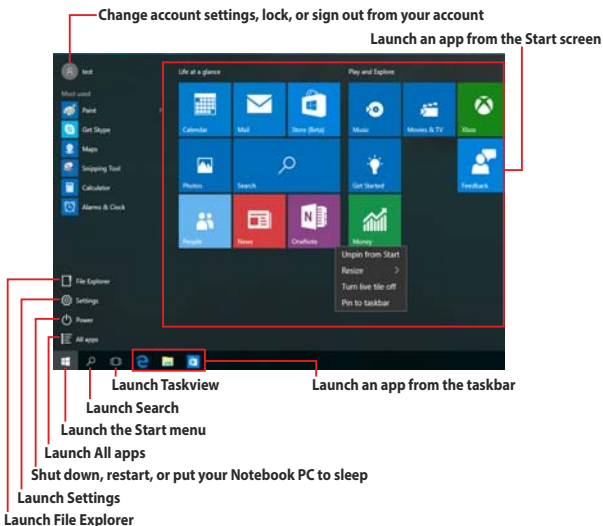 Change account settings, lock, or sign out from your account
Launch an app from the Start screen
test
Life at a glance
Play and Explore
Most used
Paint
Get Skype
Maps
Snipping Tool
Calculator
Alarms & Clock
Calendar
Mail
Store (Beta)
Music
Movies & TV
Xbox
Photos
Search
Get Started
Feedback
People
News
OneNote
Money
Unpin from Start
Resize
Turn live tile off
Pin to taskbar
File Explorer
Settings
Power
All apps
Launch Taskview
Launch an app from the taskbar
Launch Search
Launch the Start menu
Launch All apps
Shut down, restart, or put your Notebook PC to sleep
Launch Settings
Launch File Explorer